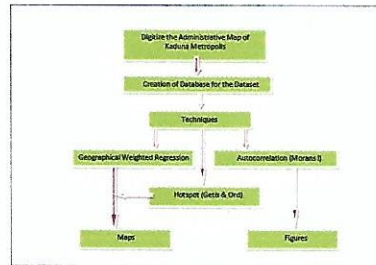 Digitize the Administrative Map of
Kaduna Metropolis
Creation of Database for the Dataset
Techniques
Geographical Weighted Regression
Autocorrelation (Morans I)
Hotspot (Getis & Ord)
Maps
Figures